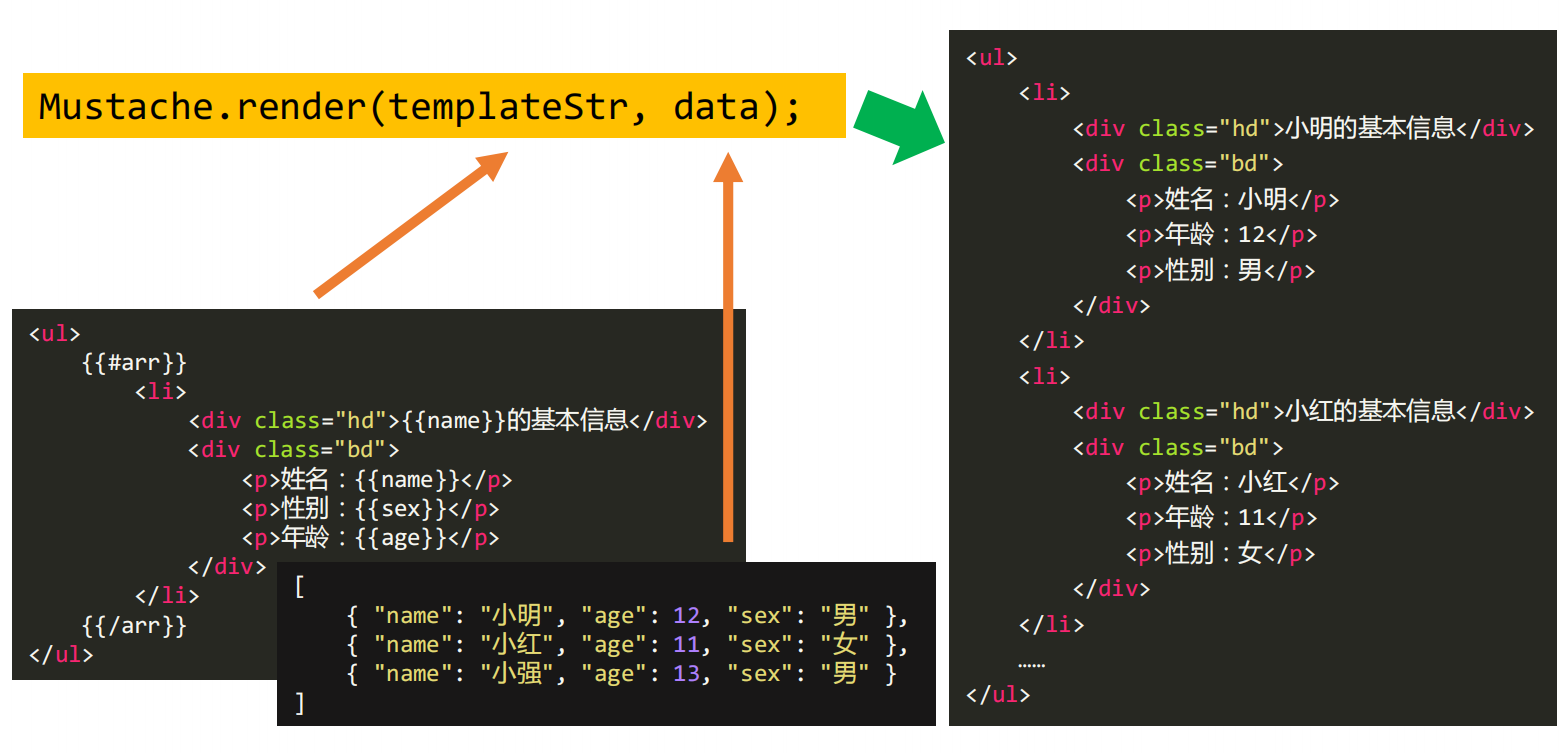 Mustache.render(templateStr, data);
<ul>
    {{#arr}}
        <li>
            <div class="hd">{{name}}的基本信息</div>
            <div class="bd">
                <p>姓名：{{name}}</p>
                <p>性别：{{sex}}</p>
                <p>年龄：{{age}}</p>
            </div>
        </li>
    {{/arr}}
</ul>
[
    { "name": "小明", "age": 12, "sex": "男" },
    { "name": "小红", "age": 11, "sex": "女" },
    { "name": "小强", "age": 13, "sex": "男" }
]
<ul>
    <li>
        <div class="hd">小明的基本信息</div>
        <div class="bd">
            <p>姓名：小明</p>
            <p>年龄：12</p>
            <p>性别：男</p>
        </div>
    </li>
    <li>
        <div class="hd">小红的基本信息</div>
        <div class="bd">
            <p>姓名：小红</p>
            <p>年龄：11</p>
            <p>性别：女</p>
        </div>
    </li>
    ……
</ul>